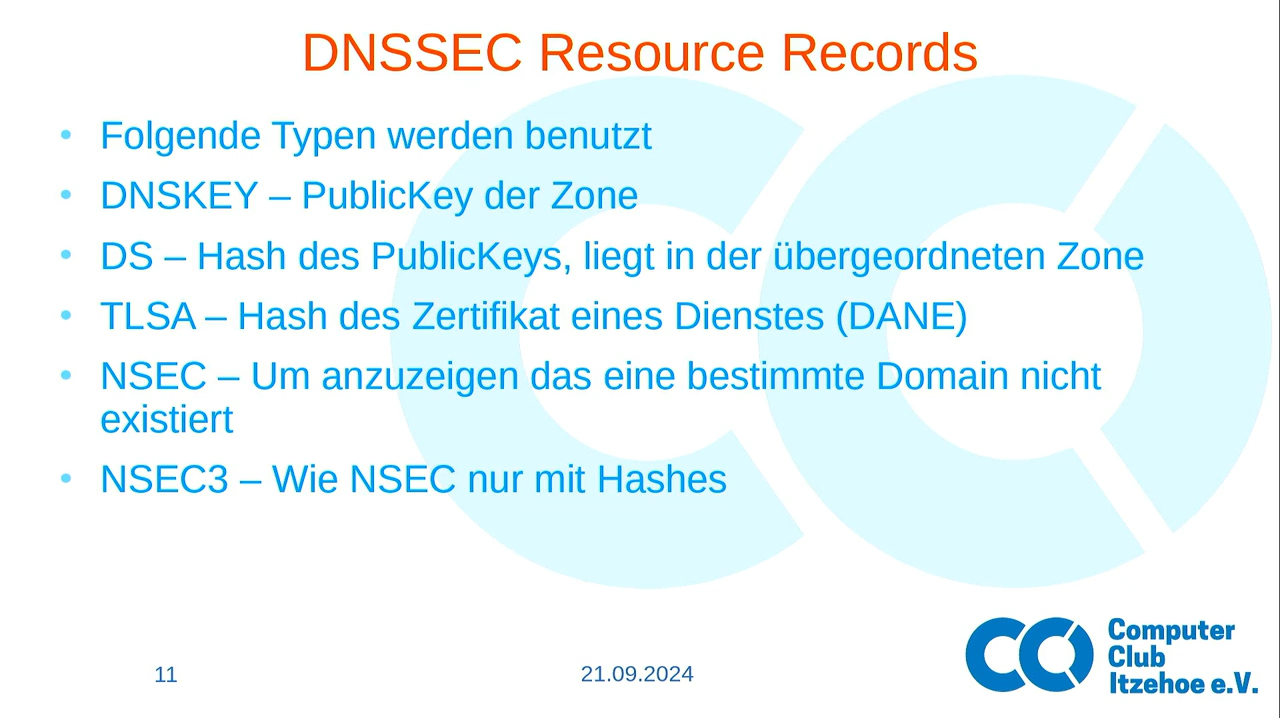 DNSSEC Resource Records
• Folgende Typen werden benutzt
• DNSKEY – PublicKey der Zone
• DS – Hash des PublicKeys, liegt in der übergeordneten Zone
• TLSA – Hash des Zertifikat eines Dienstes (DANE)
• NSEC – Um anzuzeigen das eine bestimmte Domain nicht
existiert
• NSEC3 – Wie NSEC nur mit Hashes
11
21.09.2024
Computer
Club
Itzehoe e.V.